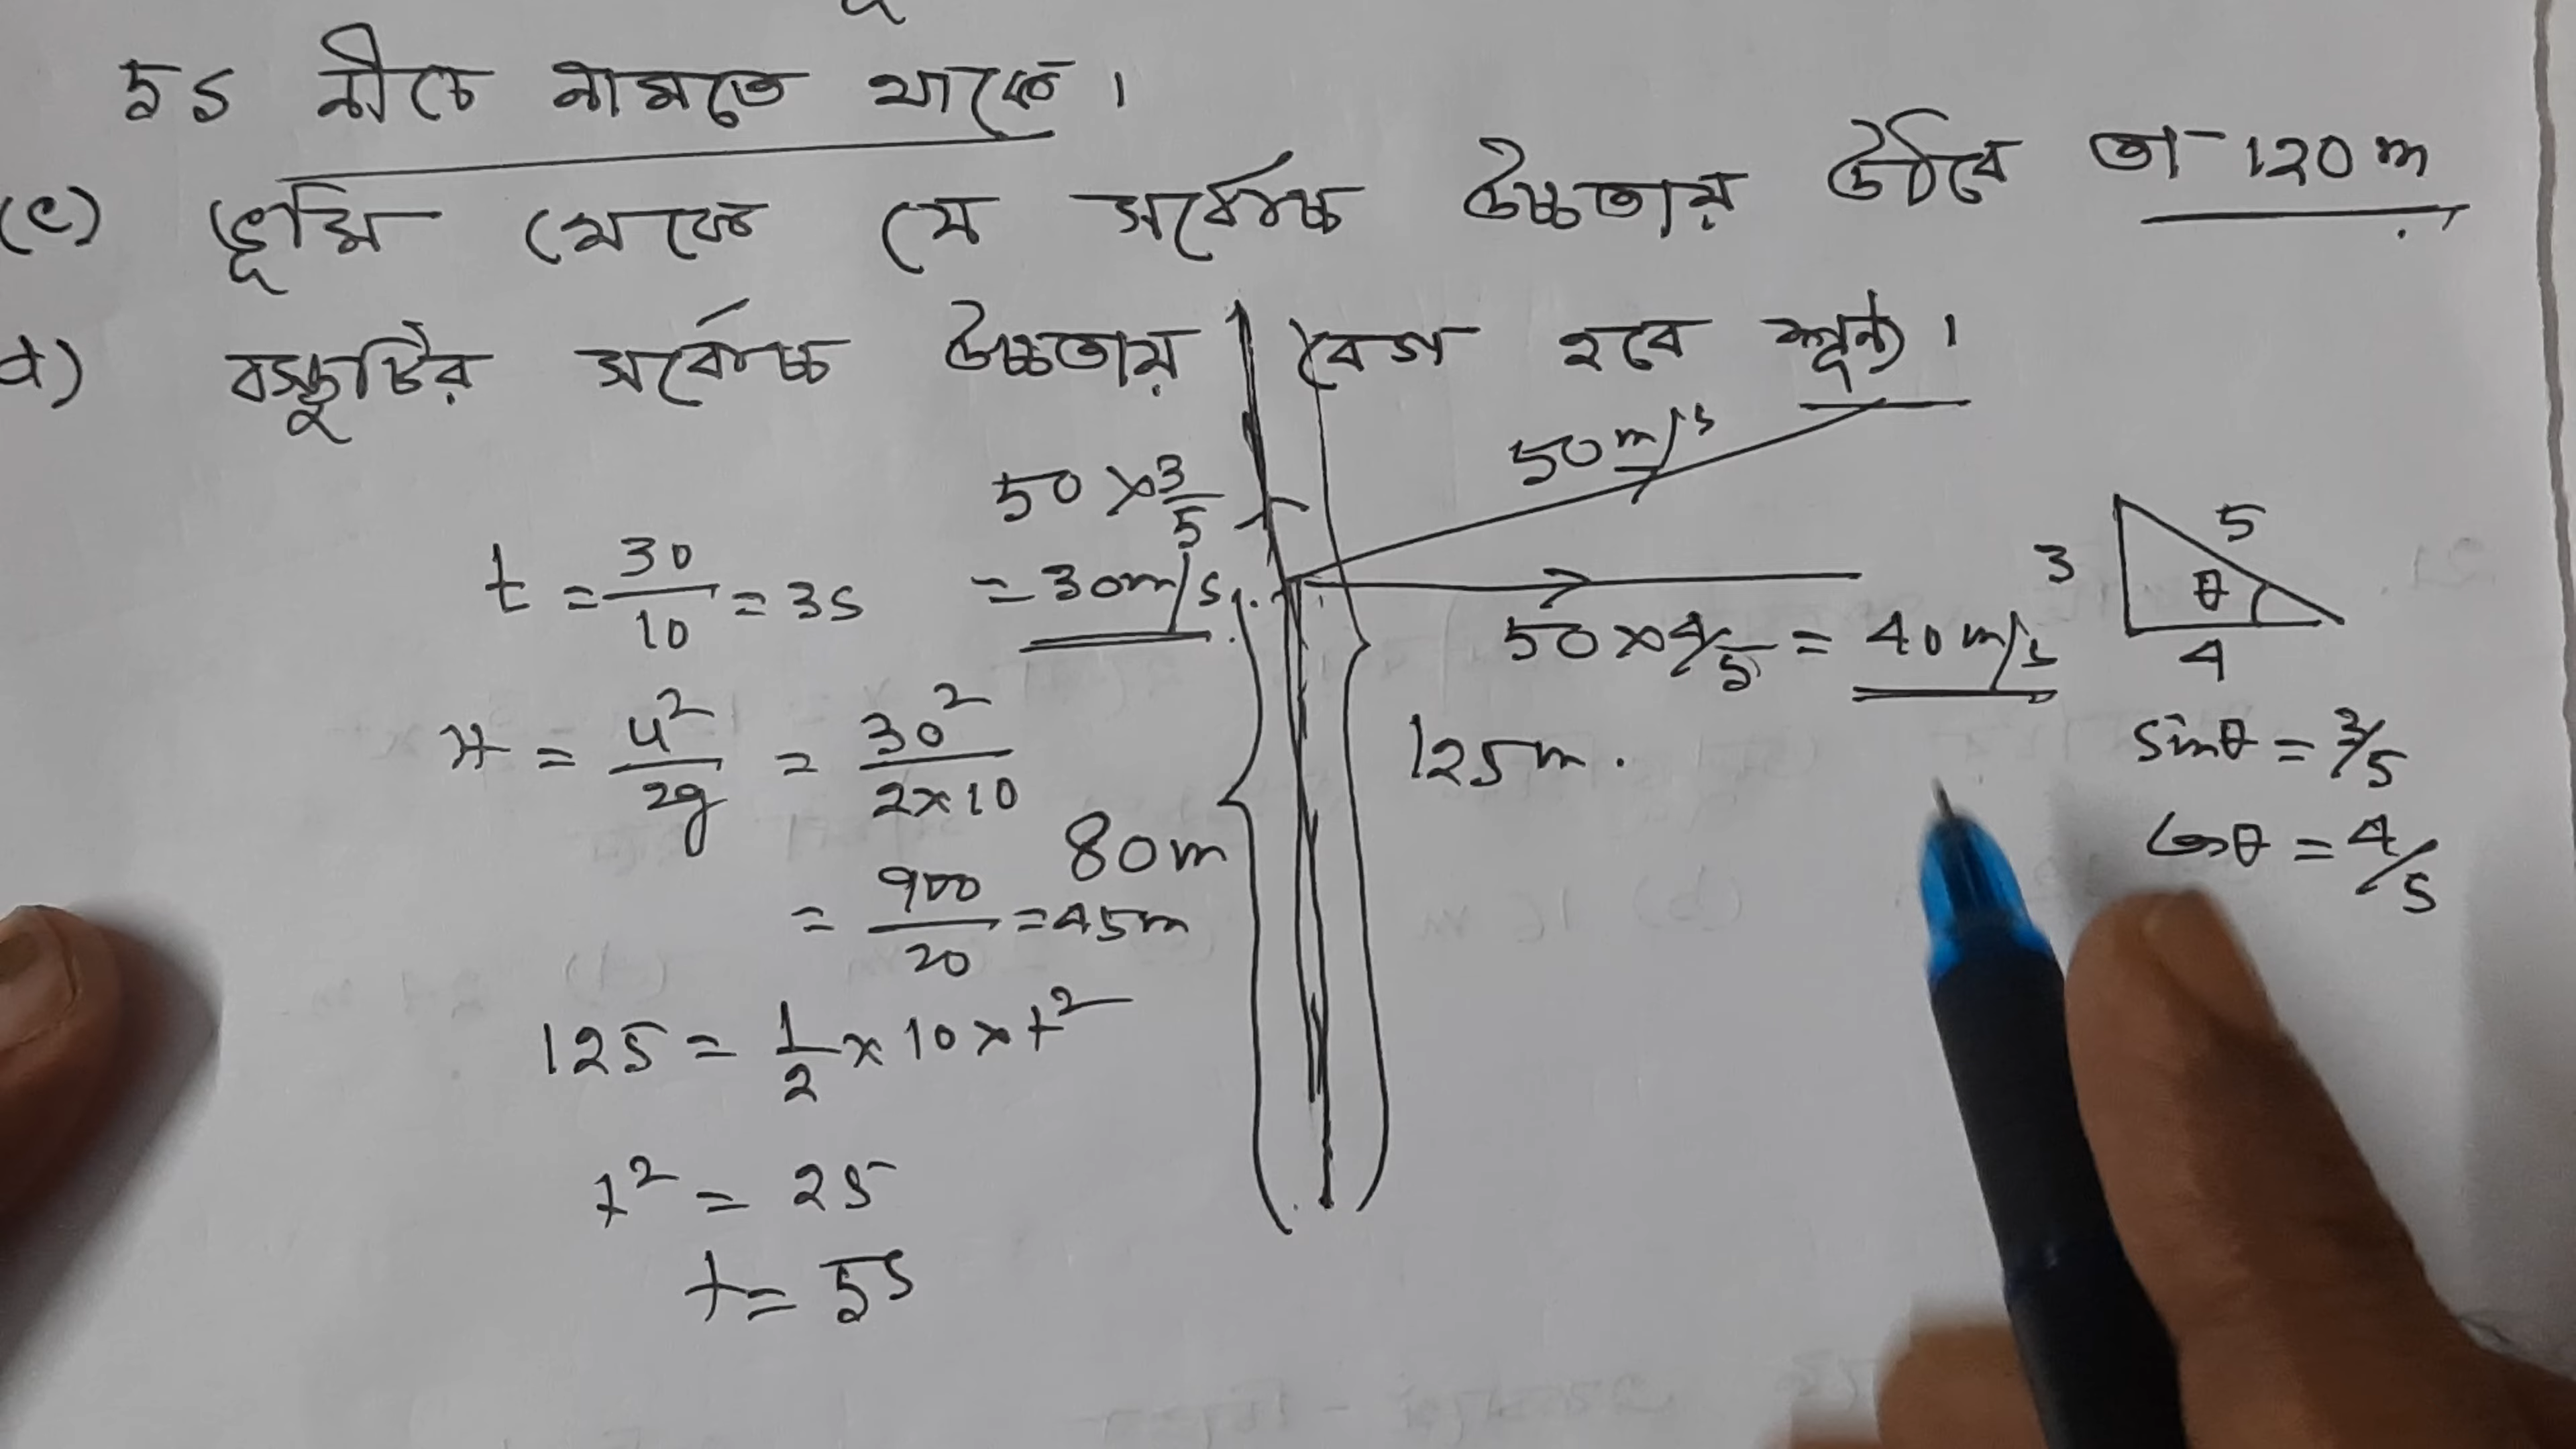 5s নীচে নামতে থাকে।
(c) ভূমি থেকে যে সর্বোচ্চ উচ্চতায় উঠবে তা 120 m
d) বস্তুটির সর্বোচ্চ উচ্চতায় বেগ হবে শূন্য।
50 m/s
50 × 3/5
= 30 m/s.
t = 30/10 = 3s
50 × 4/5 = 40 m/s
3
5
θ
4
H = u²/2g = 30²/2×10
125 m.
sinθ = 3/5
80 m
cosθ = 4/5
= 900/20 = 45 m
125 = 1/2 × 10 × t²
t² = 25
t = 5s